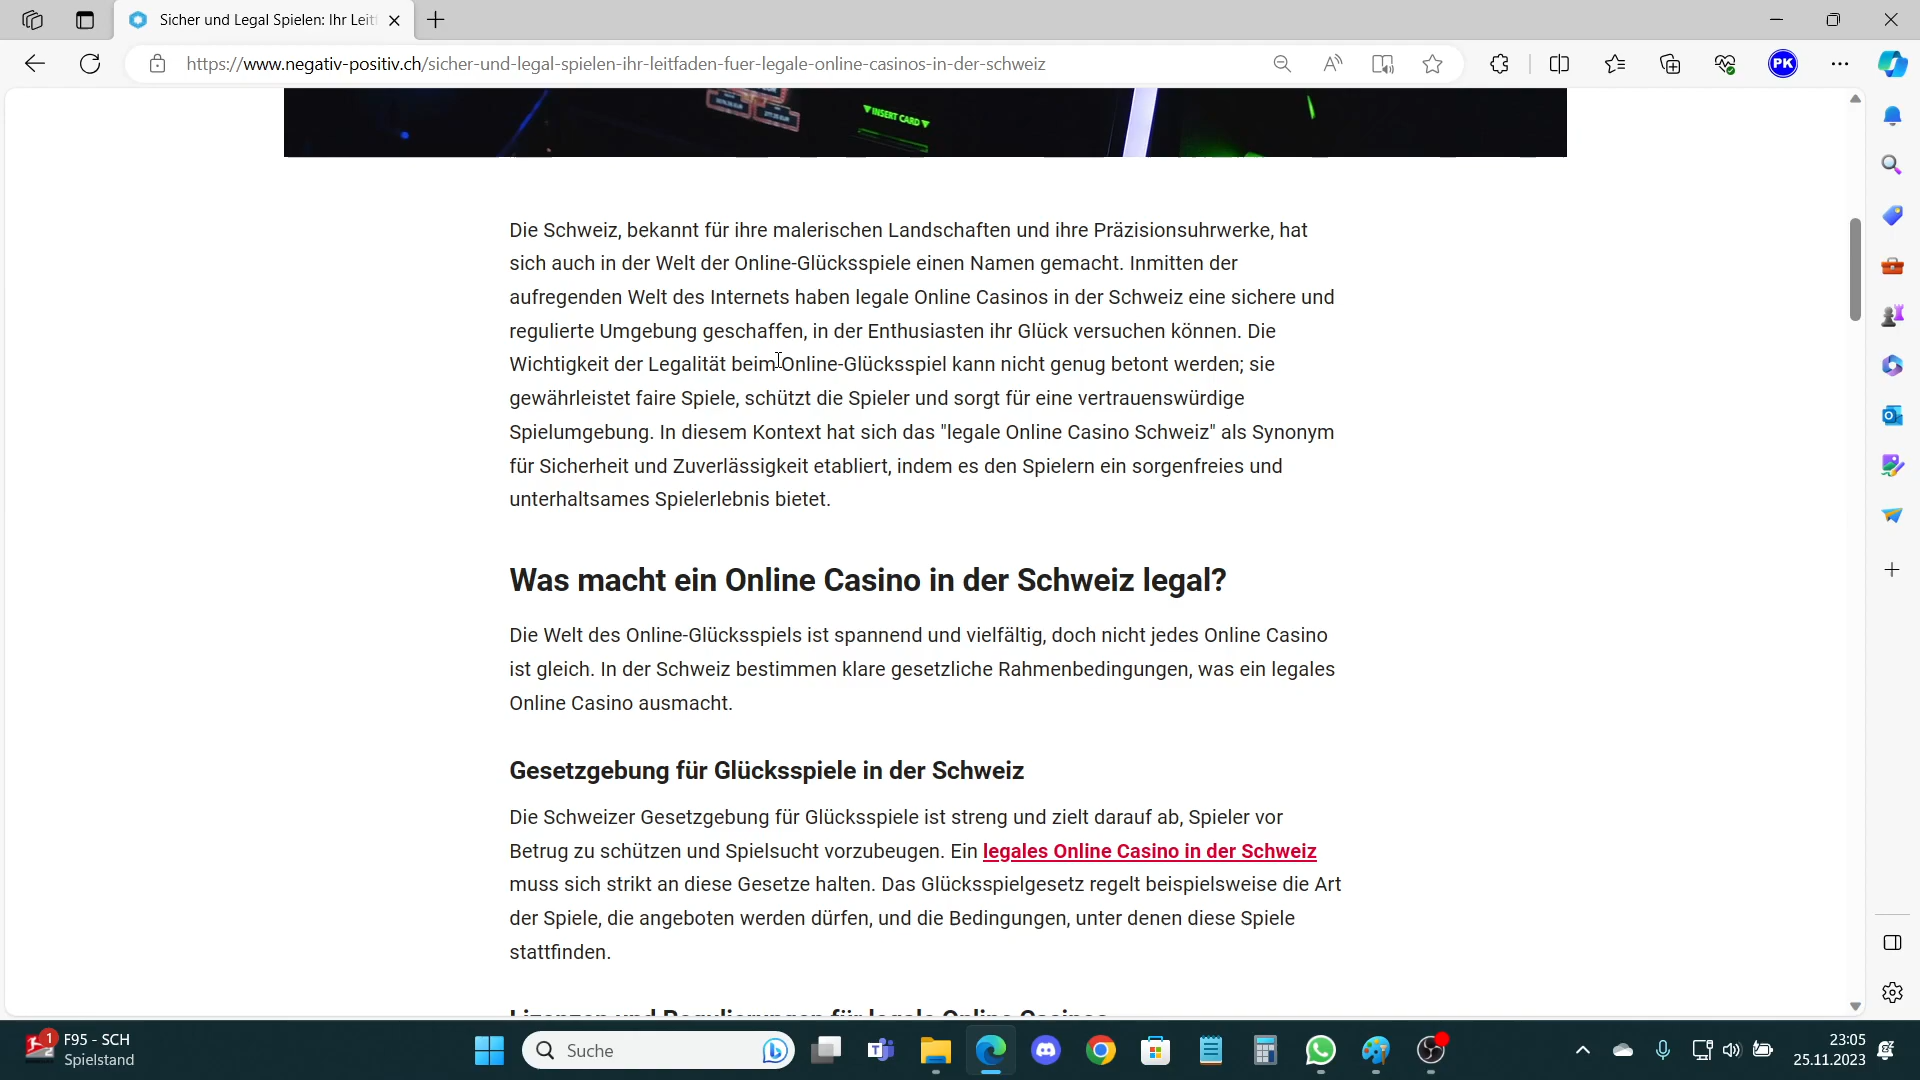 Sicher und Legal Spielen: Ihr Leit
https://www.negativ-positiv.ch/sicher-und-legal-spielen-ihr-leitfaden-fuer-legale-online-casinos-in-der-schweiz
PK
▼INSERT CARD▼
Die Schweiz, bekannt für ihre malerischen Landschaften und ihre Präzisionsuhrwerke, hat
sich auch in der Welt der Online-Glücksspiele einen Namen gemacht. Inmitten der
aufregenden Welt des Internets haben legale Online Casinos in der Schweiz eine sichere und
regulierte Umgebung geschaffen, in der Enthusiasten ihr Glück versuchen können. Die
Wichtigkeit der Legalität beim Online-Glücksspiel kann nicht genug betont werden; sie
gewährleistet faire Spiele, schützt die Spieler und sorgt für eine vertrauenswürdige
Spielumgebung. In diesem Kontext hat sich das "legale Online Casino Schweiz" als Synonym
für Sicherheit und Zuverlässigkeit etabliert, indem es den Spielern ein sorgenfreies und
unterhaltsames Spielerlebnis bietet.
Was macht ein Online Casino in der Schweiz legal?
Die Welt des Online-Glücksspiels ist spannend und vielfältig, doch nicht jedes Online Casino
ist gleich. In der Schweiz bestimmen klare gesetzliche Rahmenbedingungen, was ein legales
Online Casino ausmacht.
Gesetzgebung für Glücksspiele in der Schweiz
Die Schweizer Gesetzgebung für Glücksspiele ist streng und zielt darauf ab, Spieler vor
Betrug zu schützen und Spielsucht vorzubeugen. Ein legales Online Casino in der Schweiz
muss sich strikt an diese Gesetze halten. Das Glücksspielgesetz regelt beispielsweise die Art
der Spiele, die angeboten werden dürfen, und die Bedingungen, unter denen diese Spiele
stattfinden.
Lizenzen und Regulierungen für legale Online Casinos
1
F95 - SCH
Spielstand
Suche
23:05
25.11.2023